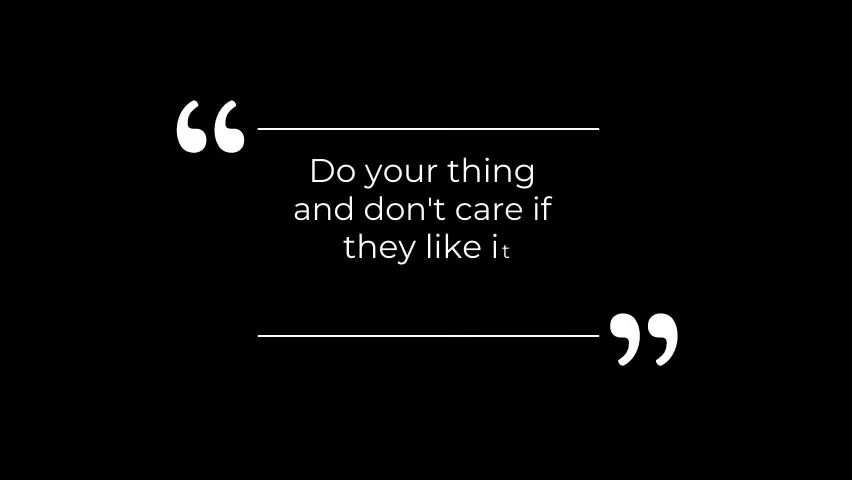 “
Do your thing
and don't care if
they like it
”